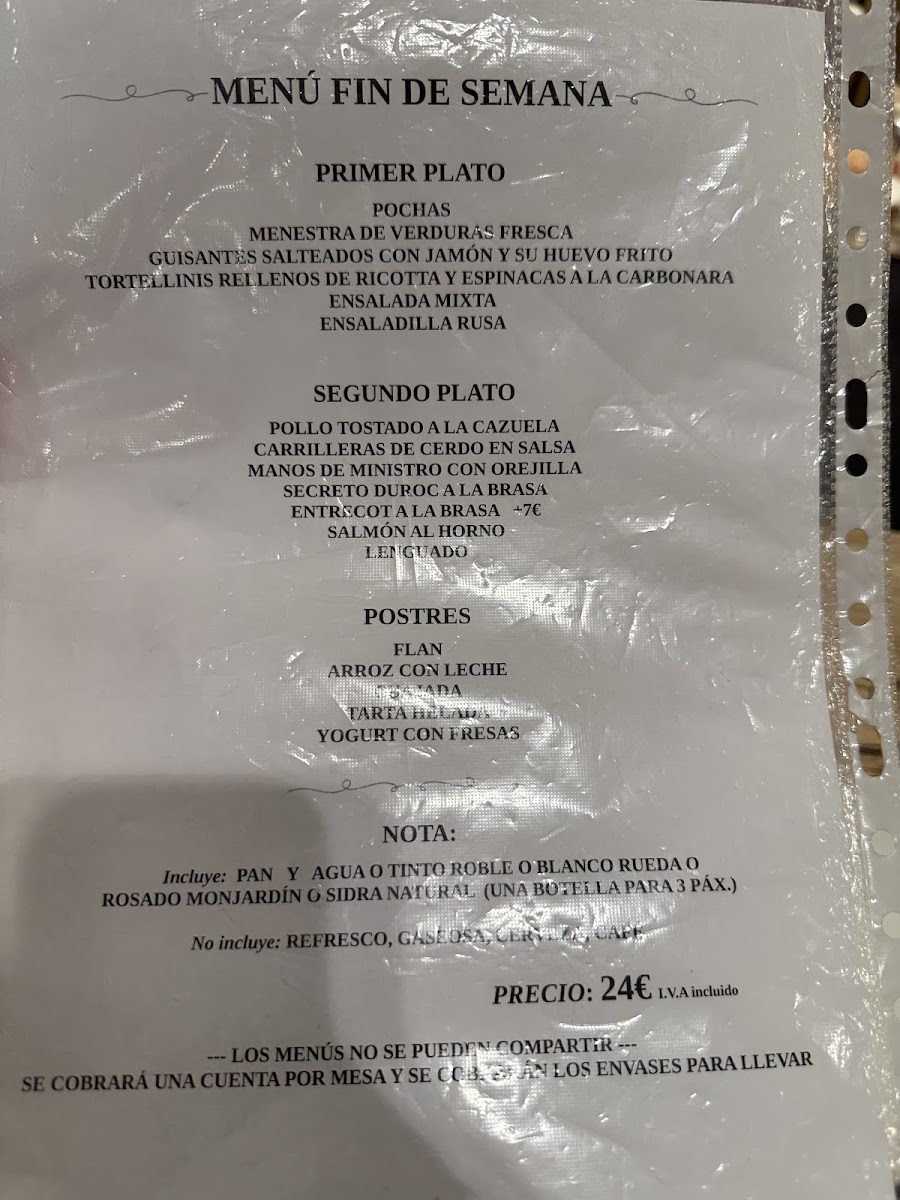 MENÚ FIN DE SEMANA
PRIMER PLATO
POCHAS
MENESTRA DE VERDURAS FRESCA
GUISANTES SALTEADOS CON JAMÓN Y SU HUEVO FRITO
TORTELLINIS RELLENOS DE RICOTTA Y ESPINACAS A LA CARBONARA
ENSALADA MIXTA
ENSALADILLA RUSA
SEGUNDO PLATO
POLLO TOSTADO A LA CAZUELA
CARRILLERAS DE CERDO EN SALSA
MANOS DE MINISTRO CON OREJILLA
SECRETO DUROC A LA BRASA
ENTRECOT A LA BRASA +7€
SALMÓN AL HORNO
LENGUADO
POSTRES
FLAN
ARROZ CON LECHE
CUAJADA
TARTA HELADA
YOGURT CON FRESAS
NOTA:
Incluye: PAN Y AGUA O TINTO ROBLE O BLANCO RUEDA O
ROSADO MONJARDÍN O SIDRA NATURAL (UNA BOTELLA PARA 3 PÁX.)
No incluye: REFRESCO, GASEOSA, CERVEZA, CAFÉ
PRECIO: 24€ I.V.A incluido
--- LOS MENÚS NO SE PUEDEN COMPARTIR ---
SE COBRARÁ UNA CUENTA POR MESA Y SE COBRARÁN LOS ENVASES PARA LLEVAR